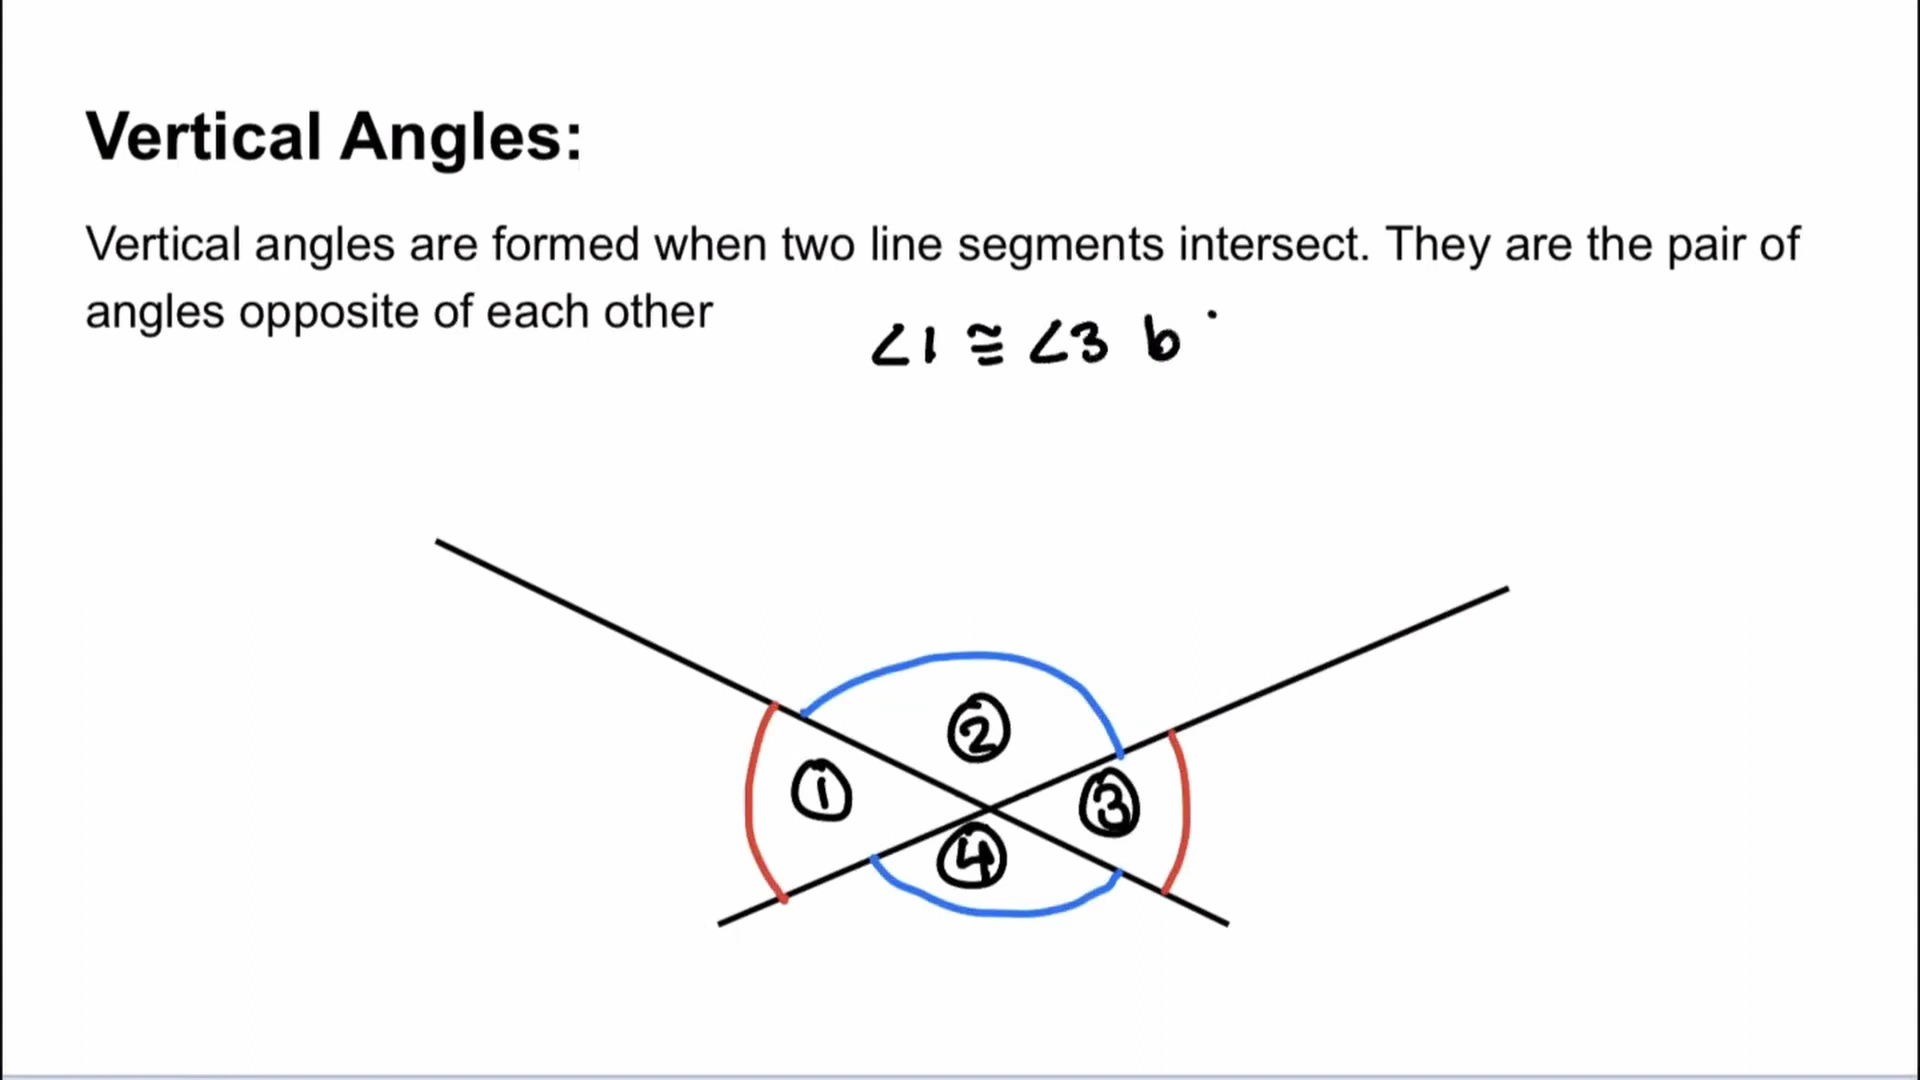 Vertical Angles:
Vertical angles are formed when two line segments intersect. They are the pair of
angles opposite of each other
∠1 ≅ ∠3 b
2
1
3
4